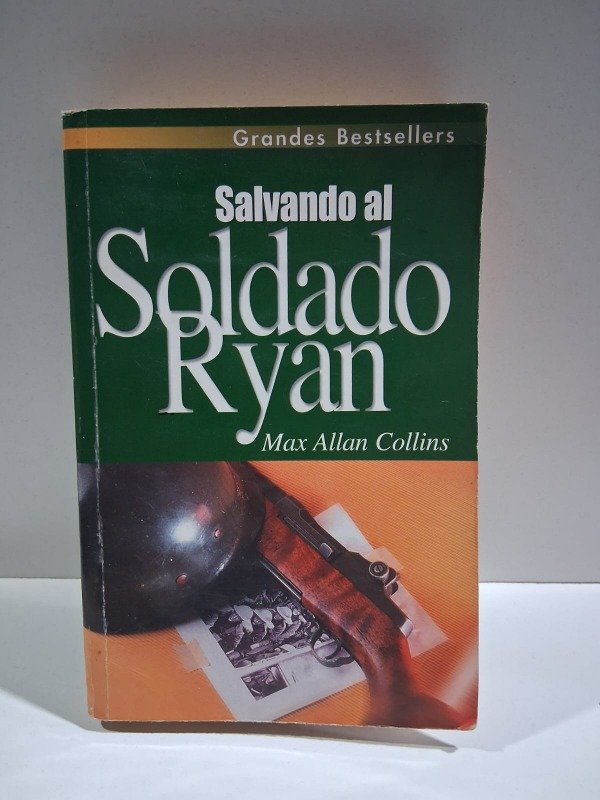 Grandes Bestsellers
Salvando al
Soldado
Ryan
Max Allan Collins